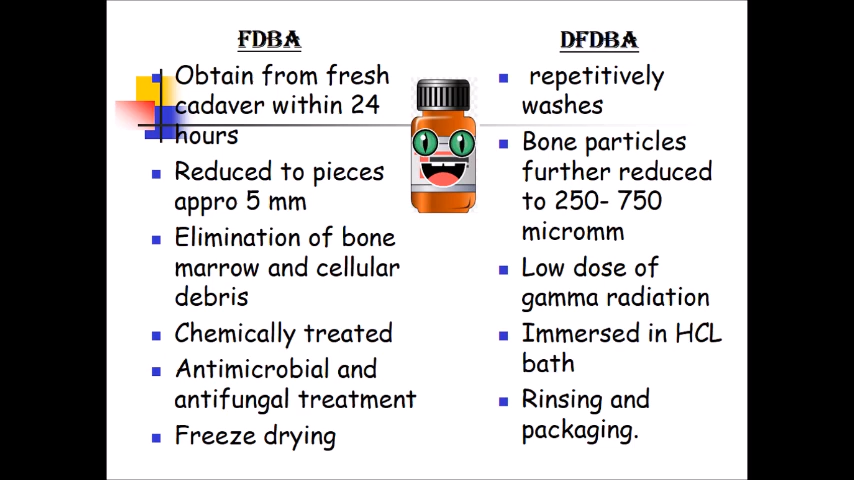 FDBA
Obtain from fresh
cadaver within 24
hours
Reduced to pieces
appro 5 mm
Elimination of bone
marrow and cellular
debris
Chemically treated
Antimicrobial and
antifungal treatment
Freeze drying
DFDBA
repetitively
washes
Bone particles
further reduced
to 250- 750
micromm
Low dose of
gamma radiation
Immersed in HCL
bath
Rinsing and
packaging.